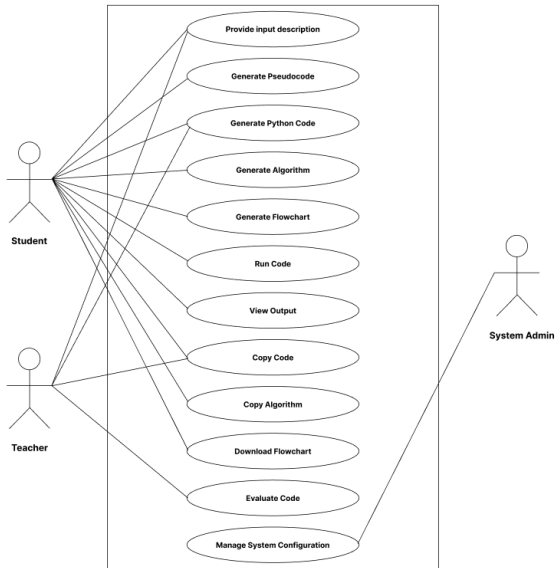 Provide input description
Generate Pseudocode
Generate Python Code
Generate Algorithm
Generate Flowchart
Student
Run Code
View Output
System Admin
Copy Code
Copy Algorithm
Teacher
Download Flowchart
Evaluate Code
Manage System Configuration